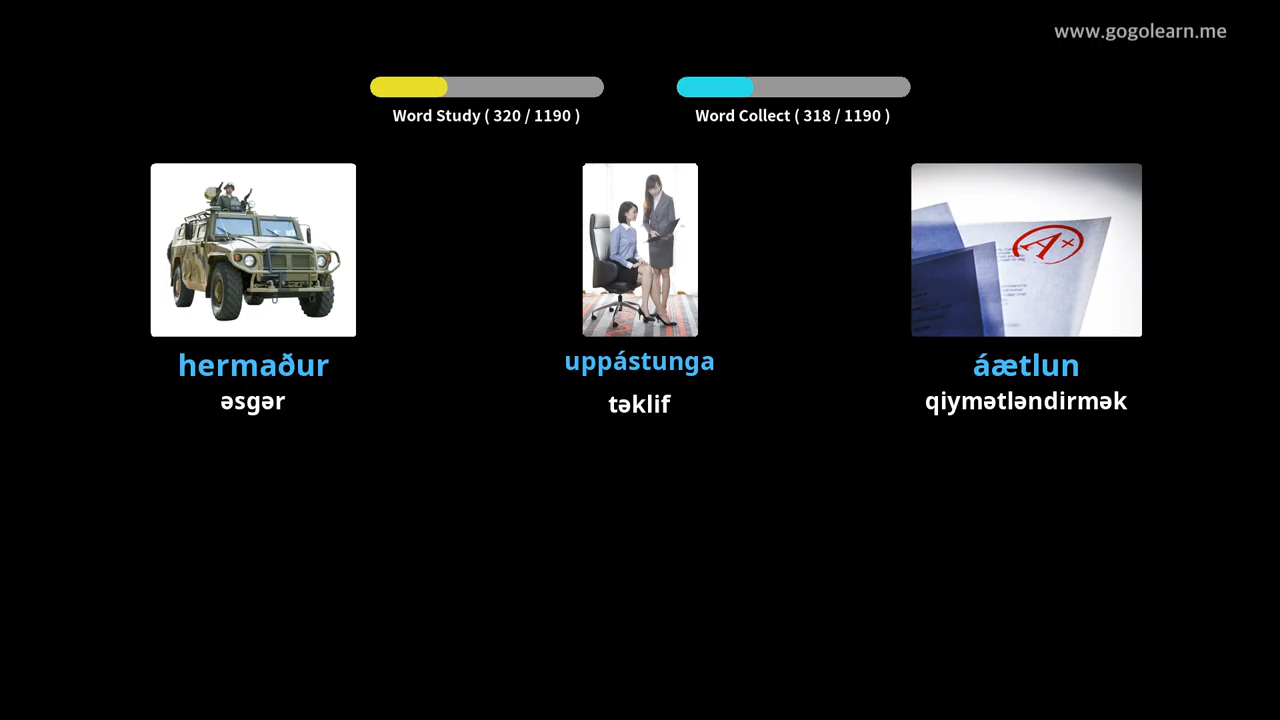 www.gogolearn.me
Word Study ( 320 / 1190 )
Word Collect ( 318 / 1190 )
A+
hermaður
uppástunga
áætlun
əsgər
təklif
qiymətləndirmək